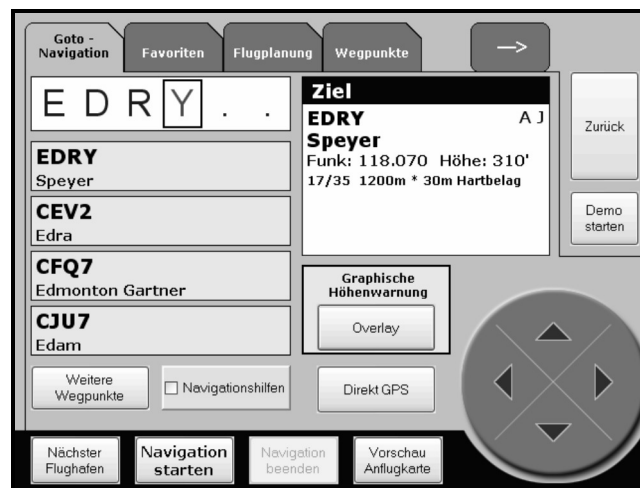 Goto -
Navigation
Favoriten
Flugplanung
Wegpunkte
-->
E D R Y . .
EDRY
Speyer
CEV2
Edra
CFQ7
Edmonton Gartner
CJU7
Edam
Ziel
EDRY A J
Speyer
Funk: 118.070 Höhe: 310'
17/35 1200m * 30m Hartbelag
Graphische
Höhenwarnung
Overlay
Zurück
Demo
starten
Weitere
Wegpunkte
Navigationshilfen
Direkt GPS
Nächster
Flughafen
Navigation
starten
Navigation
beenden
Vorschau
Anflugkarte